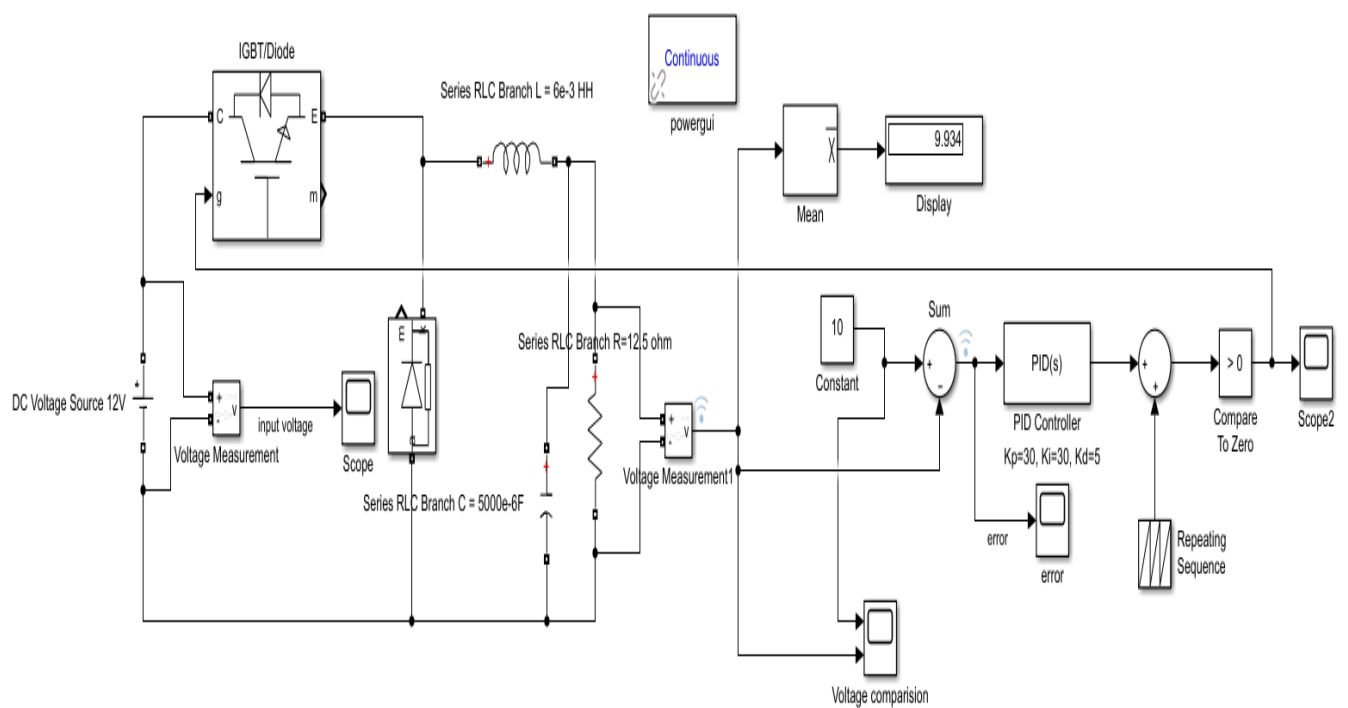 IGBT/Diode
C
E
g
m
Series RLC Branch L = 6e-3 HH
+
Continuous
powergui
X
Mean
9.934
Display
DC Voltage Source 12V
+
+
-
v
Voltage Measurement
input voltage
Scope
m
Series RLC Branch C = 5000e-6F
+
Series RLC Branch R=12.5 ohm
+
+
-
v
Voltage Measurement1
10
Constant
Sum
+
−
PID(s)
PID Controller
Kp=30, Ki=30, Kd=5
error
error
+
+
Repeating
Sequence
> 0
Compare
To Zero
Scope2
Voltage comparision